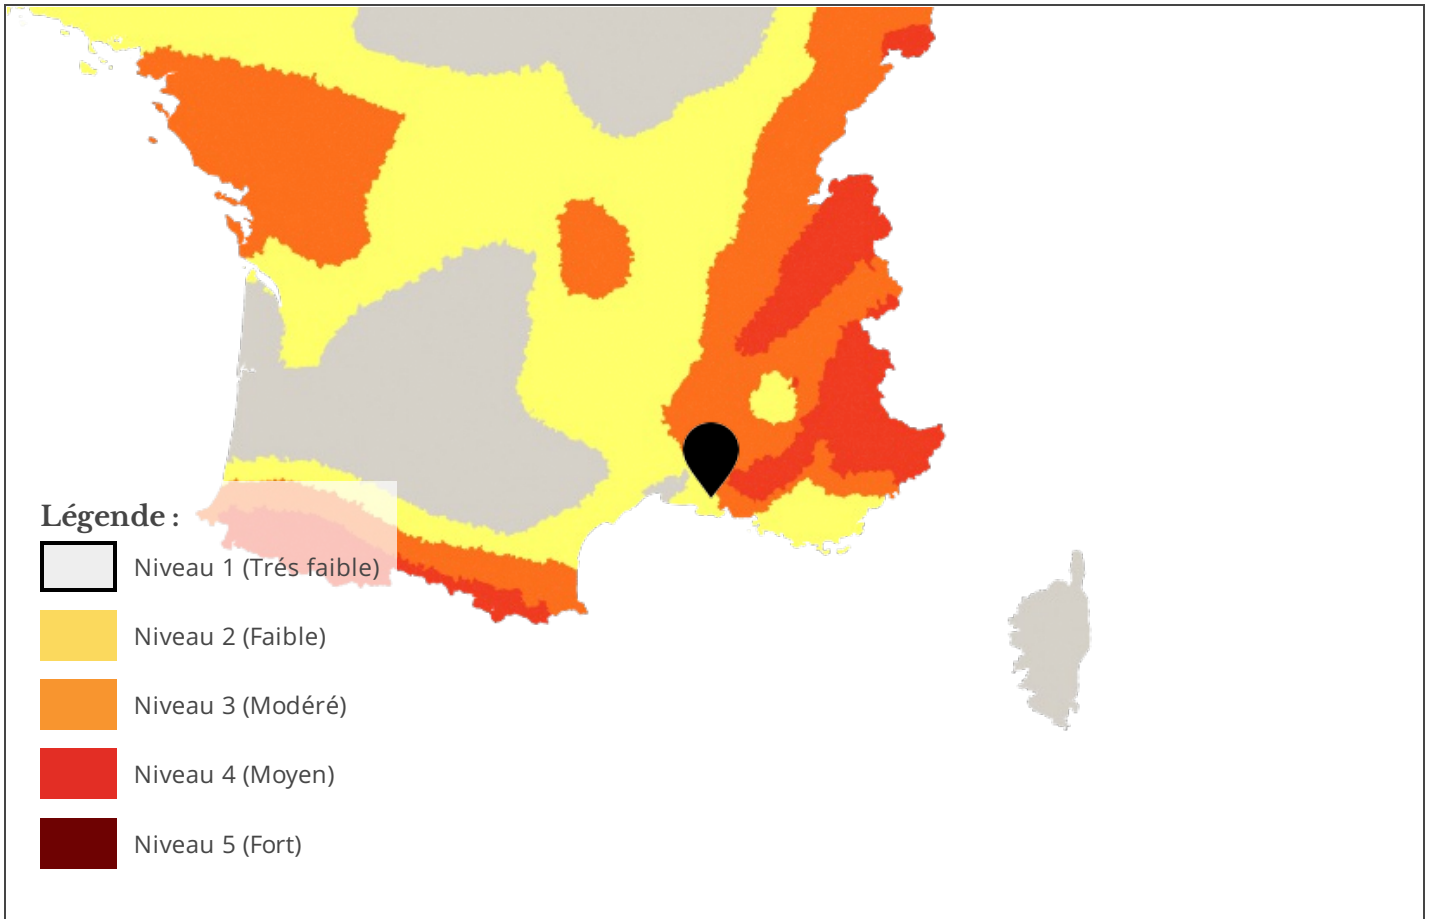 Légende :
Niveau 1 (Trés faible)
Niveau 2 (Faible)
Niveau 3 (Modéré)
Niveau 4 (Moyen)
Niveau 5 (Fort)